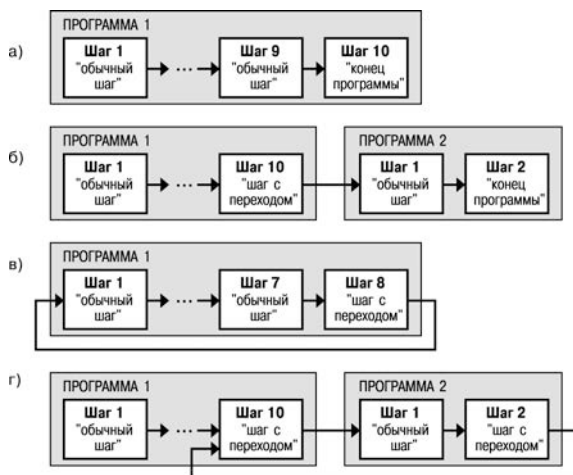 а)
ПРОГРАММА 1
Шаг 1
"обычный
шаг"
...
Шаг 9
"обычный
шаг"
Шаг 10
"конец
программы"
б)
ПРОГРАММА 1
Шаг 1
"обычный
шаг"
...
Шаг 10
"шаг с
переходом"
ПРОГРАММА 2
Шаг 1
"обычный
шаг"
Шаг 2
"конец
программы"
в)
ПРОГРАММА 1
Шаг 1
"обычный
шаг"
...
Шаг 7
"обычный
шаг"
Шаг 8
"шаг с
переходом"
г)
ПРОГРАММА 1
Шаг 1
"обычный
шаг"
...
Шаг 10
"шаг с
переходом"
ПРОГРАММА 2
Шаг 1
"обычный
шаг"
Шаг 2
"шаг с
переходом"